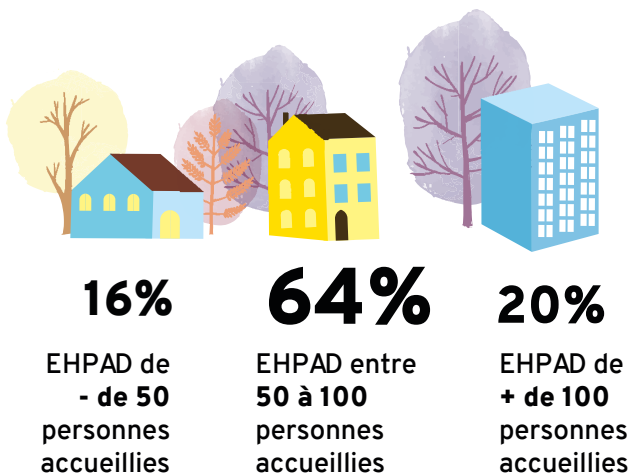 16%
EHPAD de
- de 50
personnes
accueillies
64%
EHPAD entre
50 à 100
personnes
accueillies
20%
EHPAD de
+ de 100
personnes
accueillies